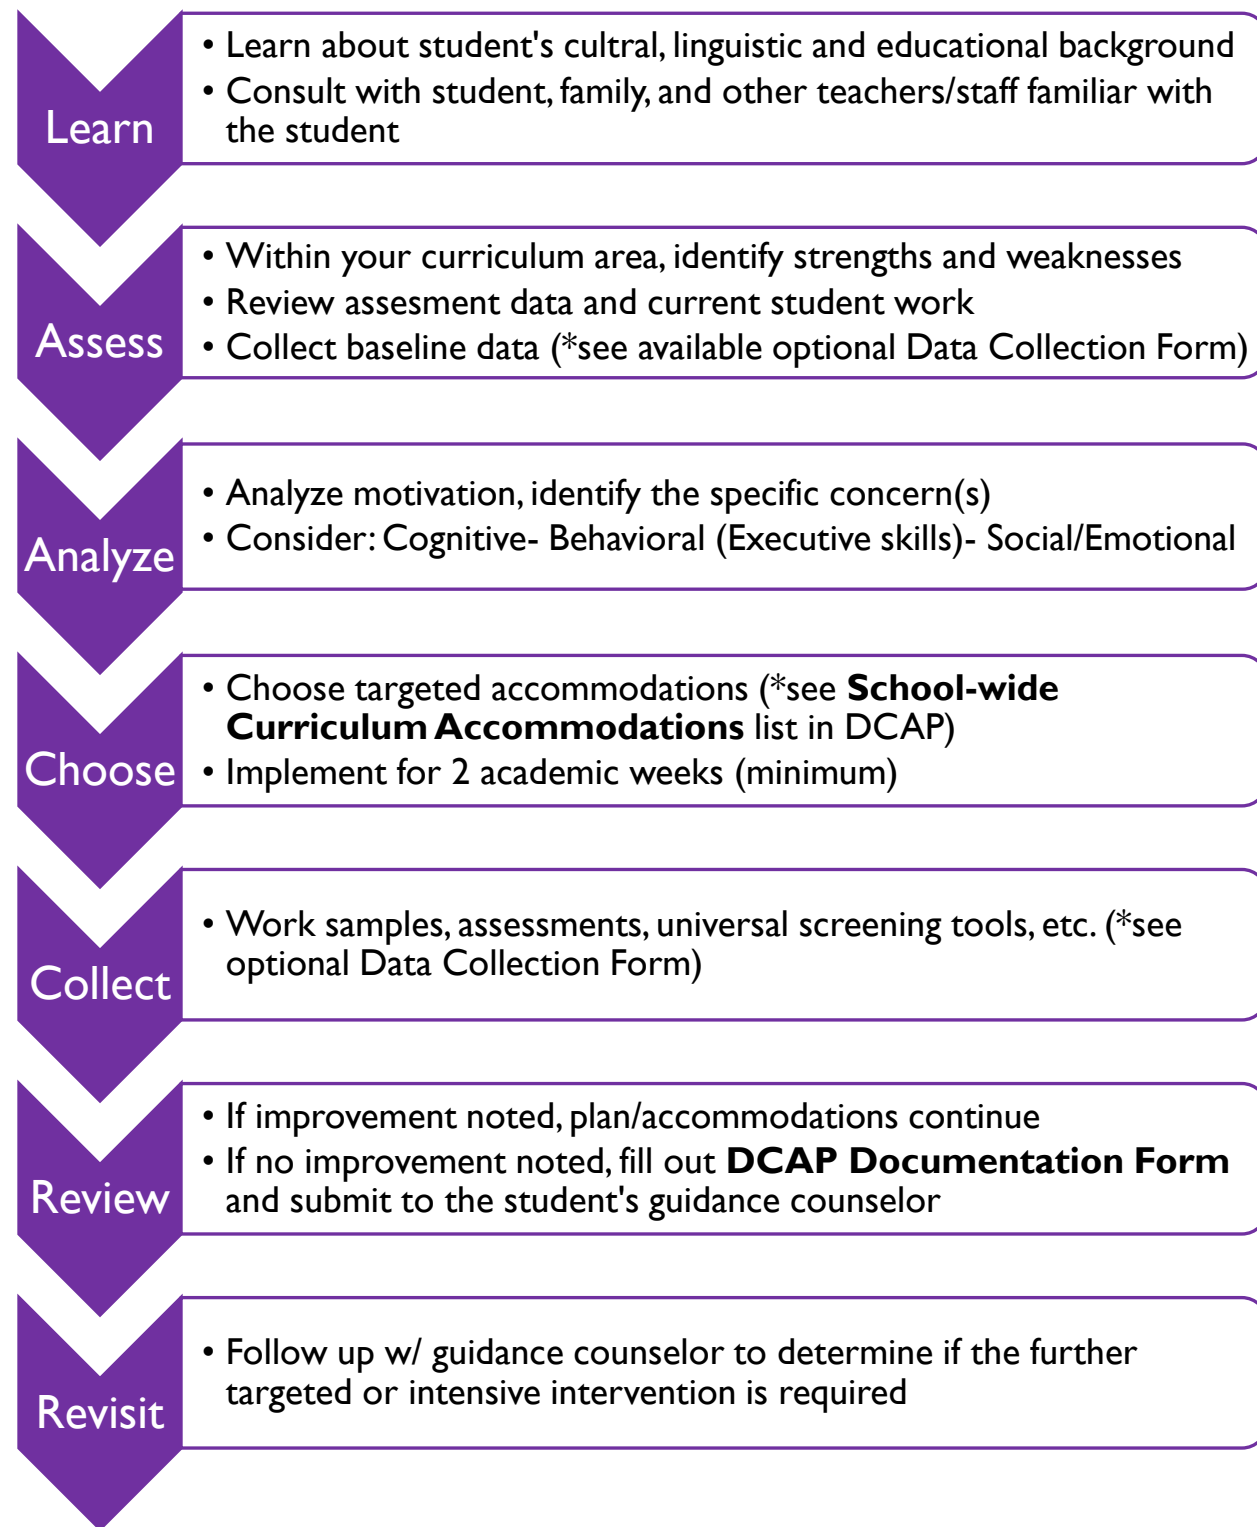 Learn
• Learn about student's cultral, linguistic and educational background
• Consult with student, family, and other teachers/staff familiar with
the student
Assess
• Within your curriculum area, identify strengths and weaknesses
• Review assesment data and current student work
• Collect baseline data (*see available optional Data Collection Form)
Analyze
• Analyze motivation, identify the specific concern(s)
• Consider: Cognitive- Behavioral (Executive skills)- Social/Emotional
Choose
• Choose targeted accommodations (*see School-wide
Curriculum Accommodations list in DCAP)
• Implement for 2 academic weeks (minimum)
Collect
• Work samples, assessments, universal screening tools, etc. (*see
optional Data Collection Form)
Review
• If improvement noted, plan/accommodations continue
• If no improvement noted, fill out DCAP Documentation Form
and submit to the student's guidance counselor
Revisit
• Follow up w/ guidance counselor to determine if the further
targeted or intensive intervention is required